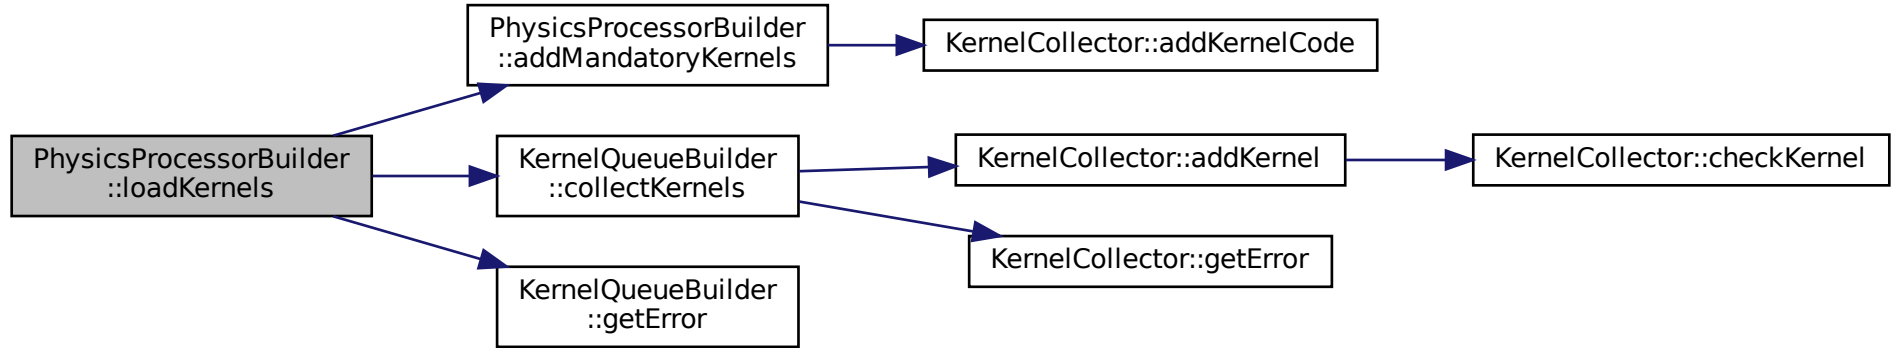 PhysicsProcessorBuilder
::loadKernels
PhysicsProcessorBuilder
::addMandatoryKernels
KernelCollector::addKernelCode
KernelQueueBuilder
::collectKernels
KernelCollector::addKernel
KernelCollector::checkKernel
KernelCollector::getError
KernelQueueBuilder
::getError